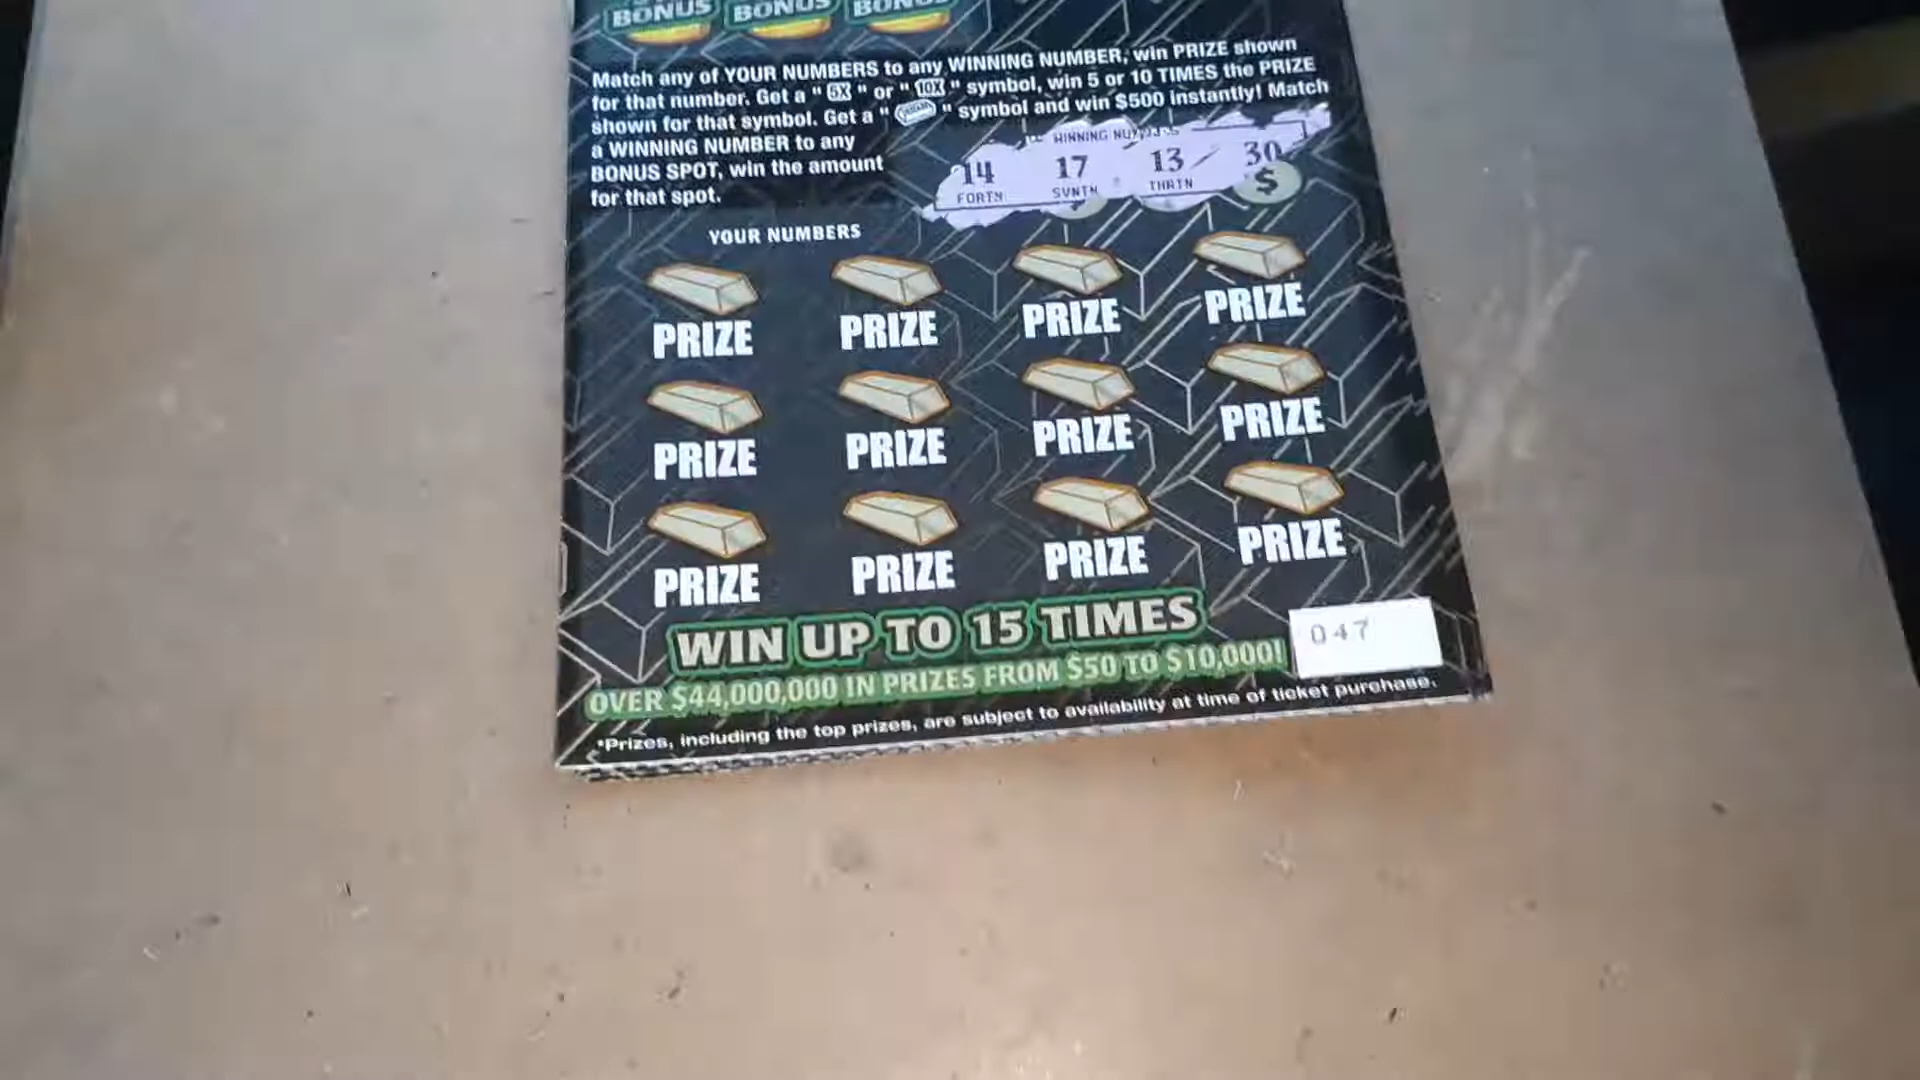 BONUS BONUS BONUS
Match any of YOUR NUMBERS to any WINNING NUMBER, win PRIZE shown
for that number. Get a " 5X " or " 10X " symbol, win 5 or 10 TIMES the PRIZE
shown for that symbol. Get a " " symbol and win $500 instantly! Match
a WINNING NUMBER to any
BONUS SPOT, win the amount
for that spot.
WINNING
14 17 13 30
FORTN SVNTN THRTN $
YOUR NUMBERS
PRIZE PRIZE PRIZE PRIZE
PRIZE PRIZE PRIZE PRIZE
PRIZE PRIZE PRIZE PRIZE
WIN UP TO 15 TIMES
OVER $44,000,000 IN PRIZES FROM $50 TO $10,000!
047
*Prizes, including the top prizes, are subject to availability at time of ticket purchase.